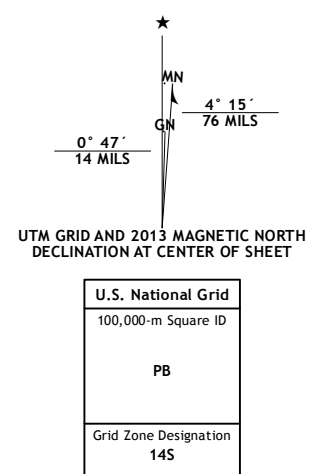 MN
4° 15´
76 MILS
GN
0° 47´
14 MILS
UTM GRID AND 2013 MAGNETIC NORTH
DECLINATION AT CENTER OF SHEET
U.S. National Grid
100,000-m Square ID
PB
Grid Zone Designation
14S